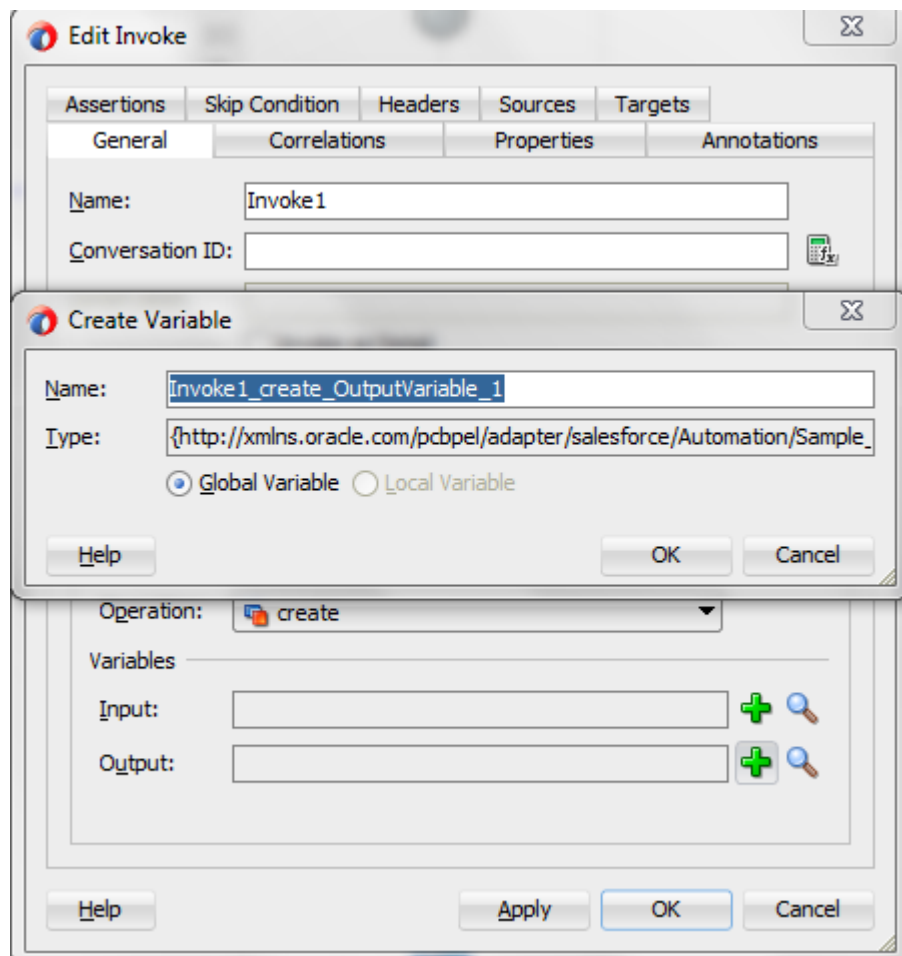 Edit Invoke
Assertions Skip Condition Headers Sources Targets
General Correlations Properties Annotations
Name: Invoke1
Conversation ID:
Create Variable
Name: Invoke1_create_OutputVariable_1
Type: {http://xmlns.oracle.com/pcbpel/adapter/salesforce/Automation/Sample_
Global Variable Local Variable
Help OK Cancel
Operation: create
Variables
Input:
Output:
Help Apply OK Cancel